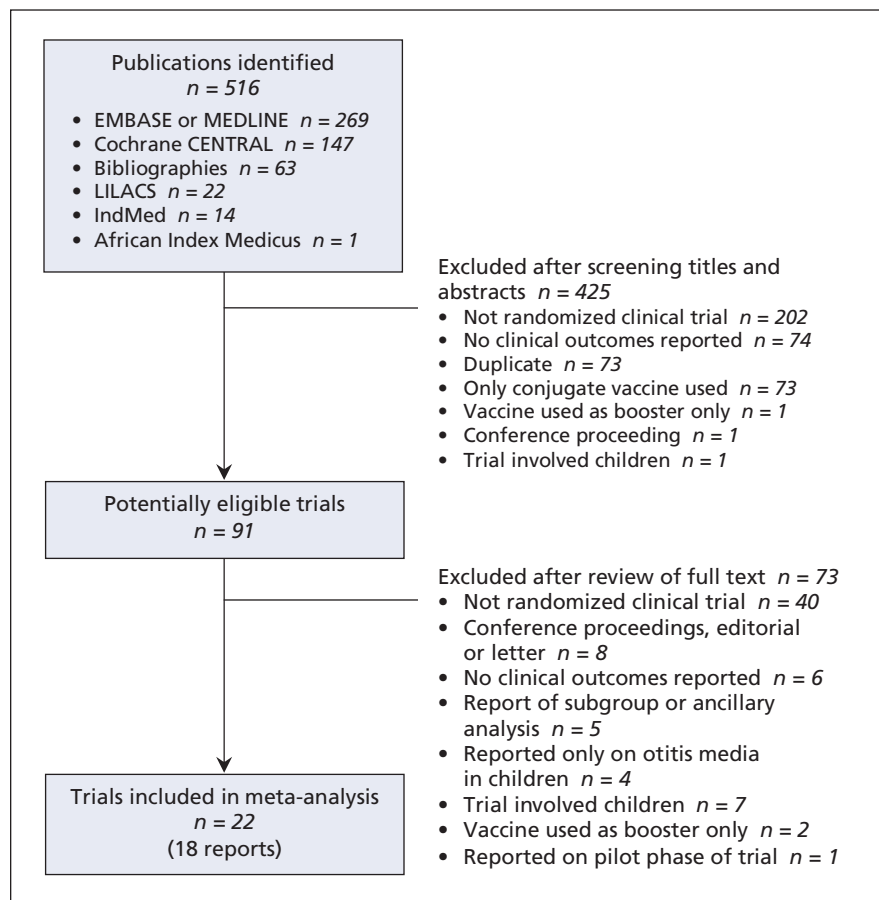 Publications identified
n = 516
• EMBASE or MEDLINE n = 269
• Cochrane CENTRAL n = 147
• Bibliographies n = 63
• LILACS n = 22
• IndMed n = 14
• African Index Medicus n = 1
Excluded after screening titles and
abstracts n = 425
• Not randomized clinical trial n = 202
• No clinical outcomes reported n = 74
• Duplicate n = 73
• Only conjugate vaccine used n = 73
• Vaccine used as booster only n = 1
• Conference proceeding n = 1
• Trial involved children n = 1
Potentially eligible trials
n = 91
Excluded after review of full text n = 73
• Not randomized clinical trial n = 40
• Conference proceedings, editorial
or letter n = 8
• No clinical outcomes reported n = 6
• Report of subgroup or ancillary
analysis n = 5
• Reported only on otitis media
in children n = 4
• Trial involved children n = 7
• Vaccine used as booster only n = 2
• Reported on pilot phase of trial n = 1
Trials included in meta-analysis
n = 22
(18 reports)